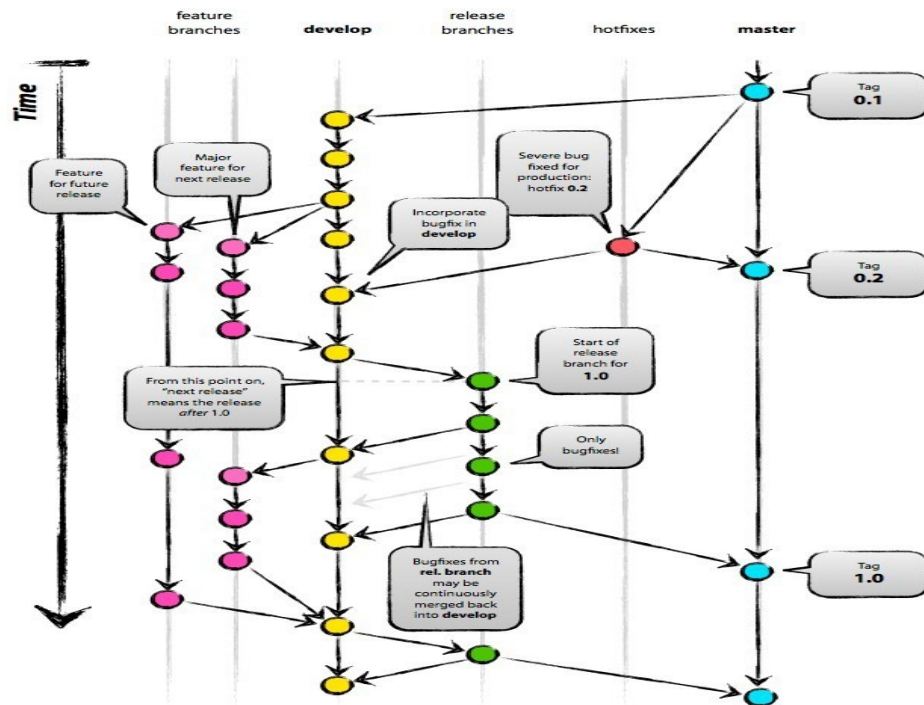 feature
branches
develop
release
branches
hotfixes
master
Time
Tag
0.1
Feature
for future
release
Major
feature for
next release
Severe bug
fixed for
production:
hotfix 0.2
Incorporate
bugfix in
develop
Tag
0.2
Start of
release
branch for
1.0
From this point on,
“next release”
means the release
after 1.0
Only
bugfixes!
Bugfixes from
rel. branch
may be
continuously
merged back
into develop
Tag
1.0